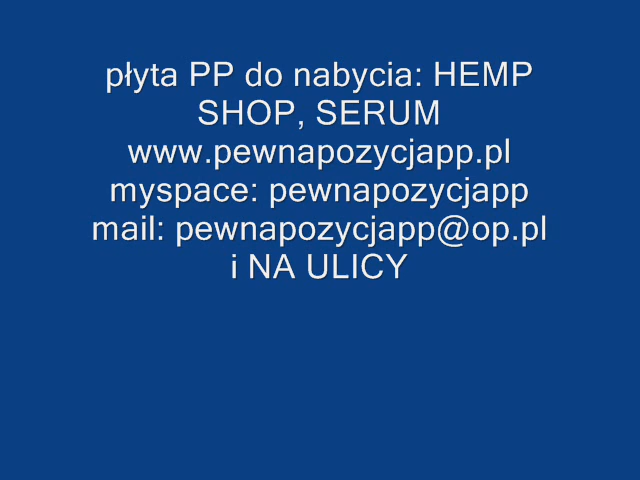 płyta PP do nabycia: HEMP
SHOP, SERUM
www.pewnapozycjapp.pl
myspace: pewnapozycjapp
mail: pewnapozycjapp@op.pl
i NA ULICY